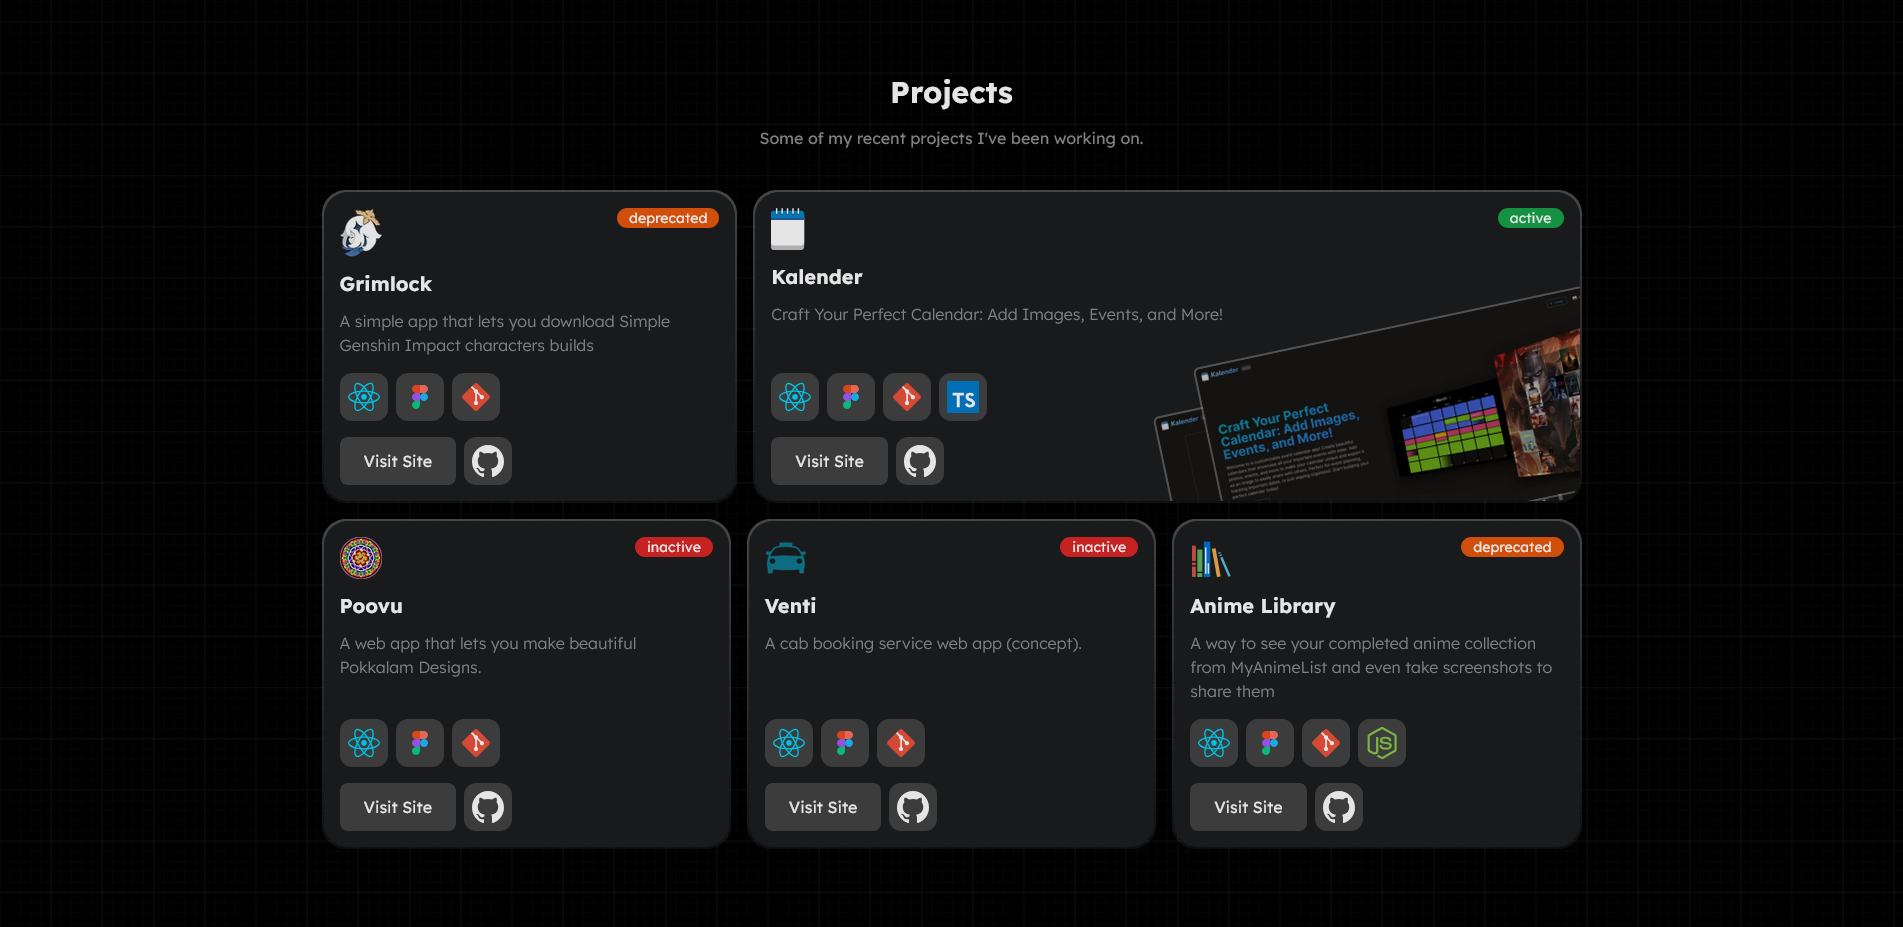 Projects
Some of my recent projects I've been working on.
deprecated
Grimlock
A simple app that lets you download Simple
Genshin Impact characters builds
Visit Site
active
Kalender
Craft Your Perfect Calendar: Add Images, Events, and More!
TS
Visit Site
Kalender
Kalender
Craft Your Perfect
Calendar: Add Images,
Events, and More!
inactive
Poovu
A web app that lets you make beautiful
Pokkalam Designs.
Visit Site
inactive
Venti
A cab booking service web app (concept).
Visit Site
deprecated
Anime Library
A way to see your completed anime collection
from MyAnimeList and even take screenshots to
share them
JS
Visit Site